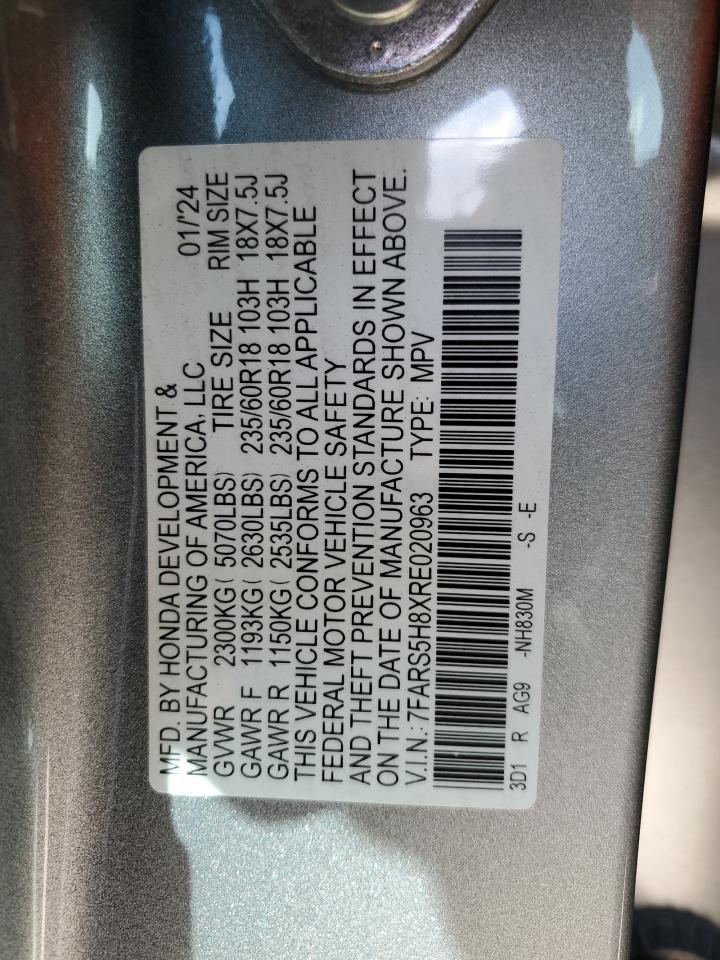 MFD. BY HONDA DEVELOPMENT &
MANUFACTURING OF AMERICA, LLC 01/'24
GVWR 2300KG( 5070LBS) TIRE SIZE RIM SIZE
GAWR F 1193KG( 2630LBS) 235/60R18 103H 18X7.5J
GAWR R 1150KG( 2535LBS) 235/60R18 103H 18X7.5J
THIS VEHICLE CONFORMS TO ALL APPLICABLE
FEDERAL MOTOR VEHICLE SAFETY
AND THEFT PREVENTION STANDARDS IN EFFECT
ON THE DATE OF MANUFACTURE SHOWN ABOVE.
V.I.N.: 7FARS5H8XRE020963 TYPE: MPV
3D1 R AG9 -NH830M -S -E